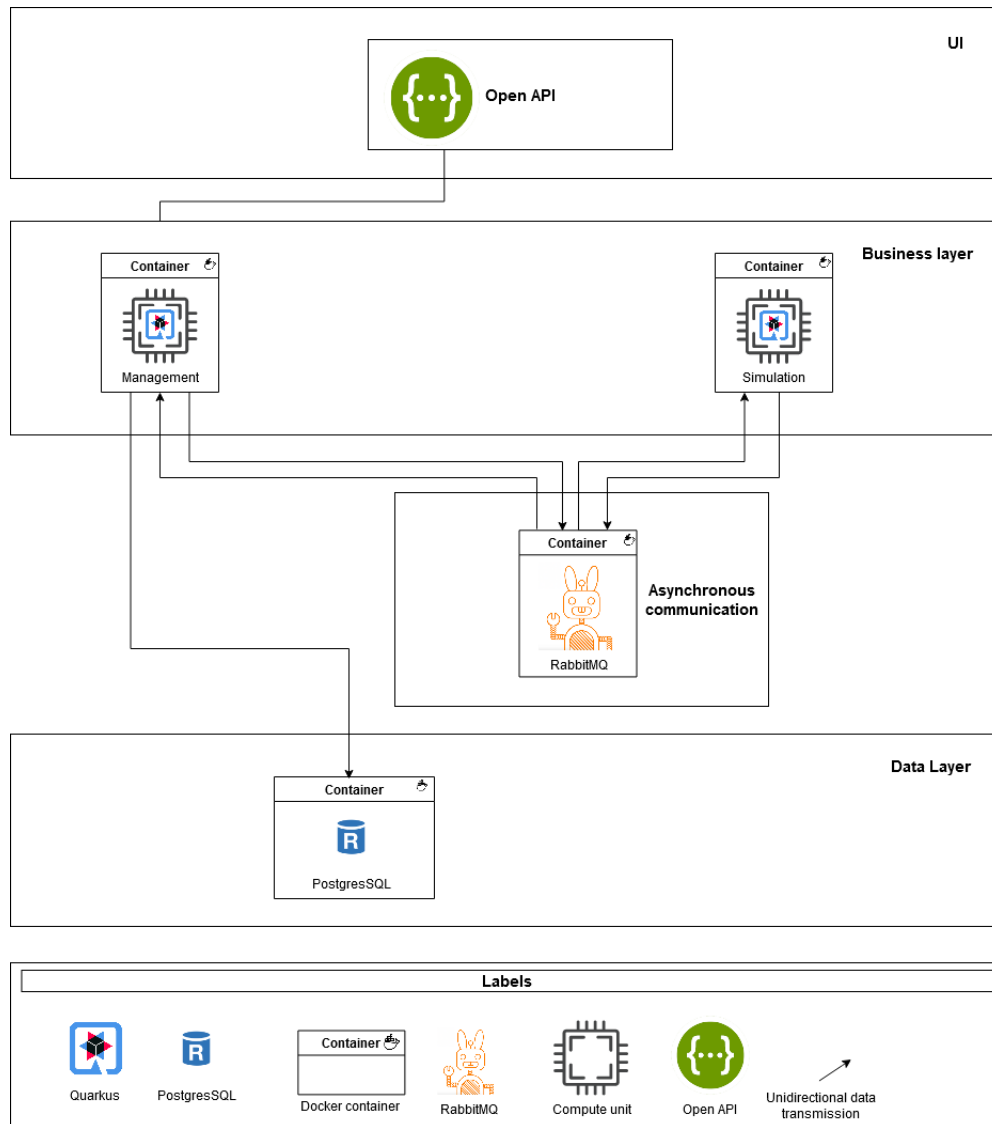 UI
Open API
Business layer
Container
Management
Container
Simulation
Container
RabbitMQ
Asynchronous
communication
Data Layer
Container
R
PostgresSQL
Labels
Quarkus
R
PostgresSQL
Container
Docker container
RabbitMQ
Compute unit
Open API
Unidirectional data
transmission